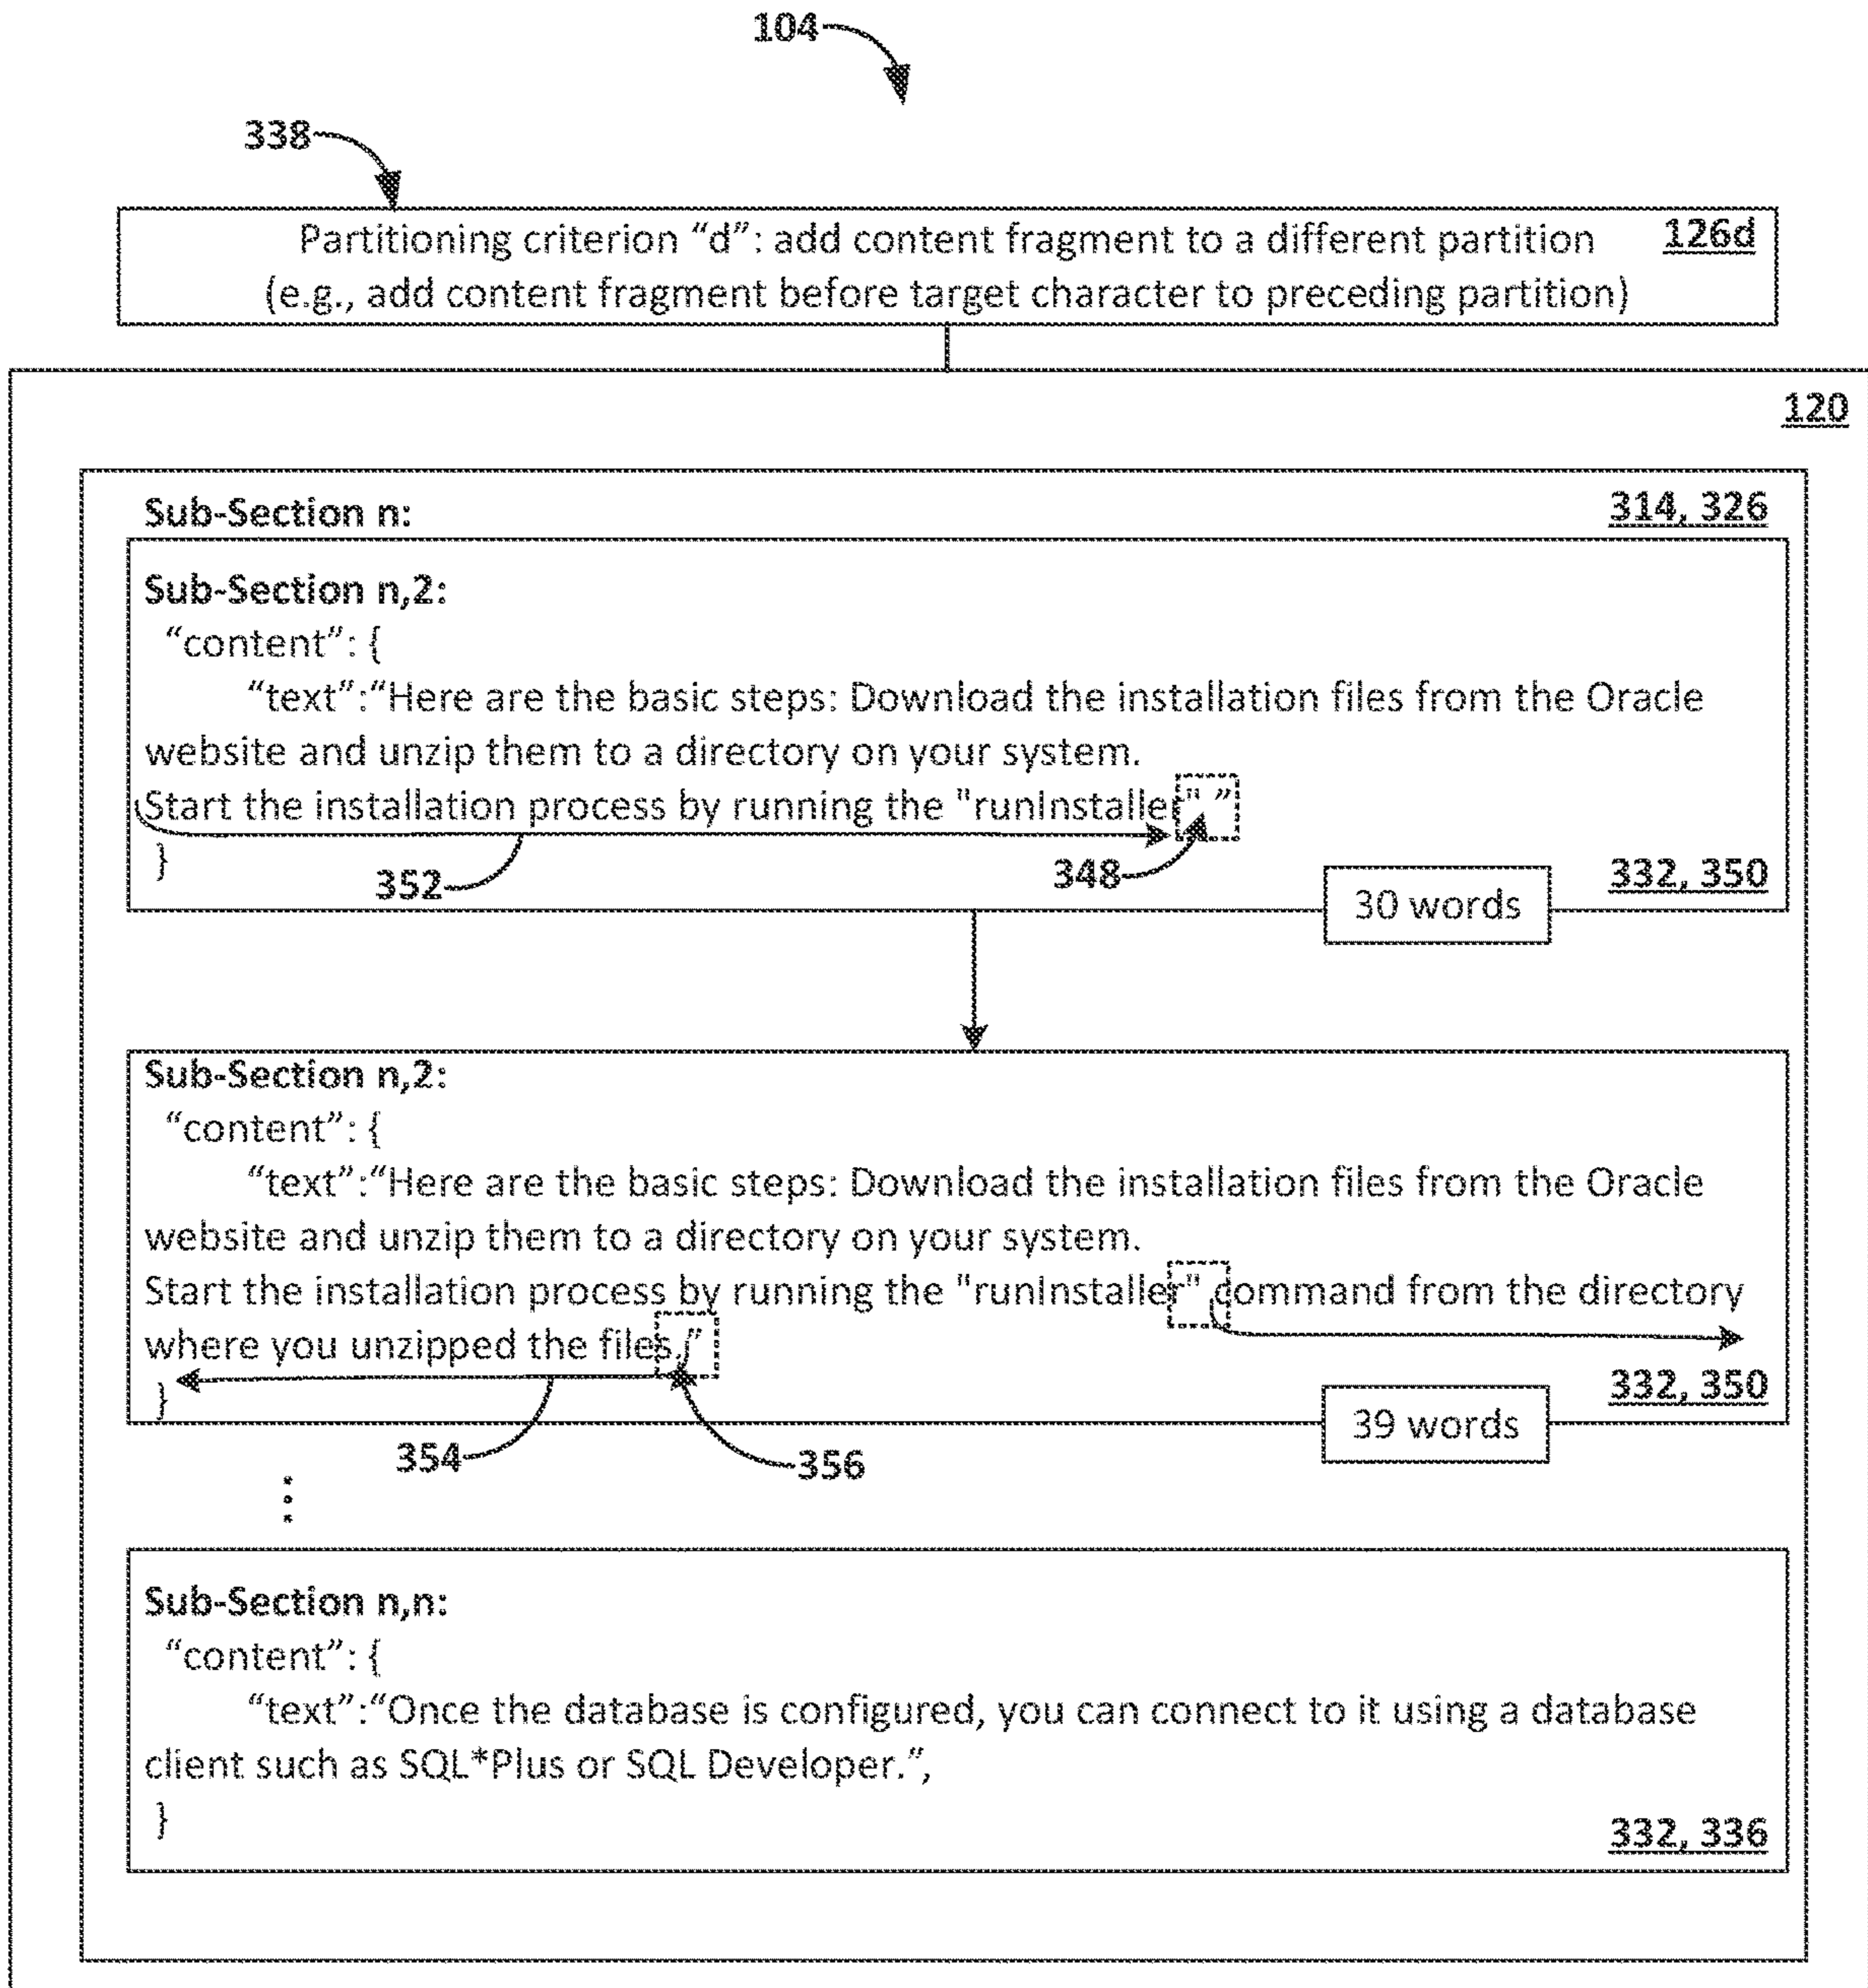 104
338
Partitioning criterion “d”: add content fragment to a different partition 126d
(e.g., add content fragment before target character to preceding partition)
120
Sub-Section n: 314, 326
Sub-Section n,2:
“content”: {
“text”:“Here are the basic steps: Download the installation files from the Oracle
website and unzip them to a directory on your system.
Start the installation process by running the "runInstaller" ”
}
352 348 332, 350
30 words
Sub-Section n,2:
“content”: {
“text”:“Here are the basic steps: Download the installation files from the Oracle
website and unzip them to a directory on your system.
Start the installation process by running the "runInstaller" command from the directory
where you unzipped the files,”
} 332, 350
39 words
354 356
⋮
Sub-Section n,n:
“content”: {
“text”:“Once the database is configured, you can connect to it using a database
client such as SQL*Plus or SQL Developer.”,
}
332, 336